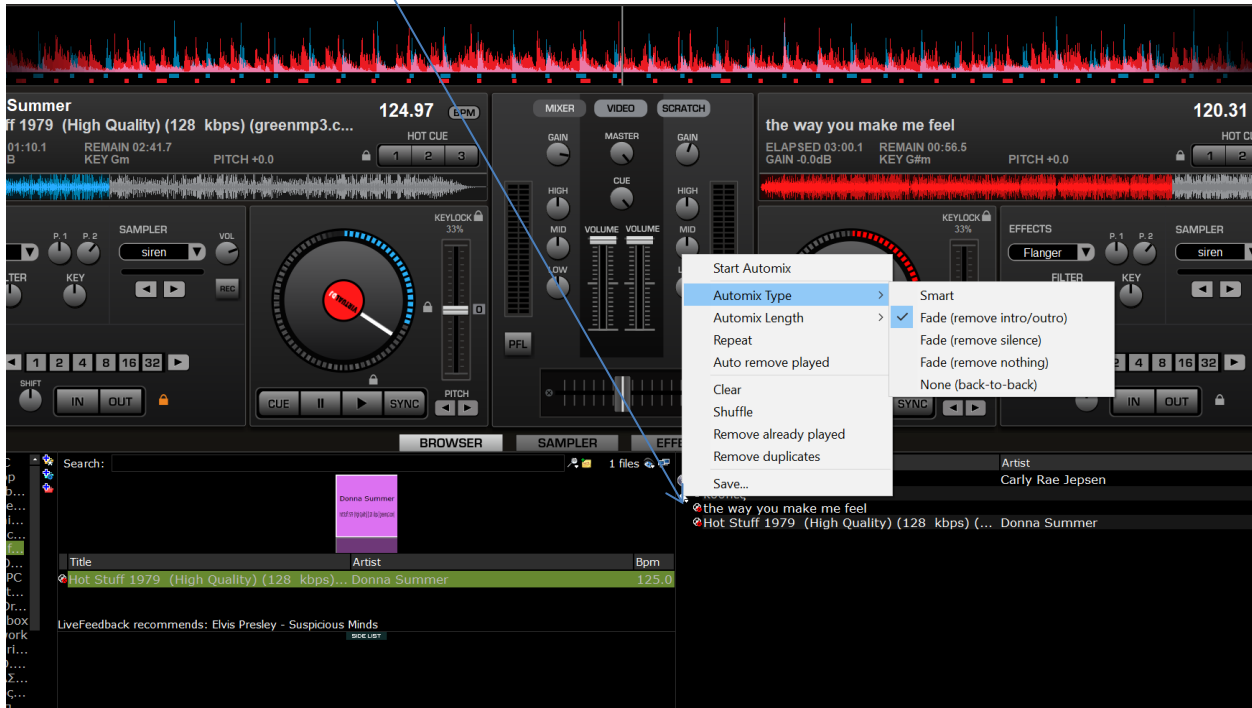 Summer
124.97 BPM
ff 1979 (High Quality) (128 kbps) (greenmp3.c...
HOT CUE
01:10.1 REMAIN 02:41.7
B KEY Gm PITCH +0.0
1 2 3
MIXER VIDEO SCRATCH
GAIN MASTER GAIN
CUE
HIGH HIGH
MID VOLUME VOLUME MID
LOW
PFL
the way you make me feel
120.31
HOT C
ELAPSED 03:00.1 REMAIN 00:56.5
GAIN -0.0dB KEY G#m PITCH +0.0
1 2
P. 1 P. 2 SAMPLER VOL
siren
LTER KEY
REC
1 2 4 8 16 32
SHIFT
IN OUT
KEYLOCK
33%
0
CUE SYNC
PITCH
KEYLOCK
33%
SYNC
EFFECTS P. 1 P. 2 SAMPLER
Flanger siren
FILTER KEY
2 4 8 16 32
IN OUT
Start Automix
Automix Type
Automix Length
Repeat
Auto remove played
Clear
Shuffle
Remove already played
Remove duplicates
Save...
Smart
Fade (remove intro/outro)
Fade (remove silence)
Fade (remove nothing)
None (back-to-back)
BROWSER SAMPLER EFFE
Search:
1 files
Donna Summer
Title Artist Bpm
Hot Stuff 1979 (High Quality) (128 kbps)... Donna Summer 125.0
LiveFeedback recommends: Elvis Presley - Suspicious Minds
SIDE LIST
Artist
Carly Rae Jepsen
the way you make me feel
Hot Stuff 1979 (High Quality) (128 kbps) (... Donna Summer
C
op
o...
e...
i...
c...
f...
D...
PC
t...
Or...
box
ork
ri...
Σ...
ς...